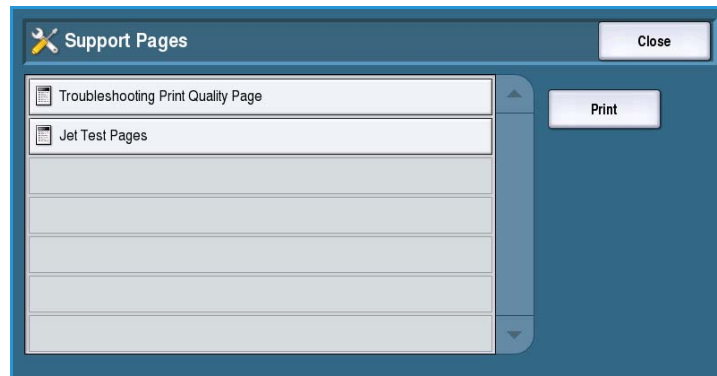 Support Pages
Close
Troubleshooting Print Quality Page
Print
Jet Test Pages